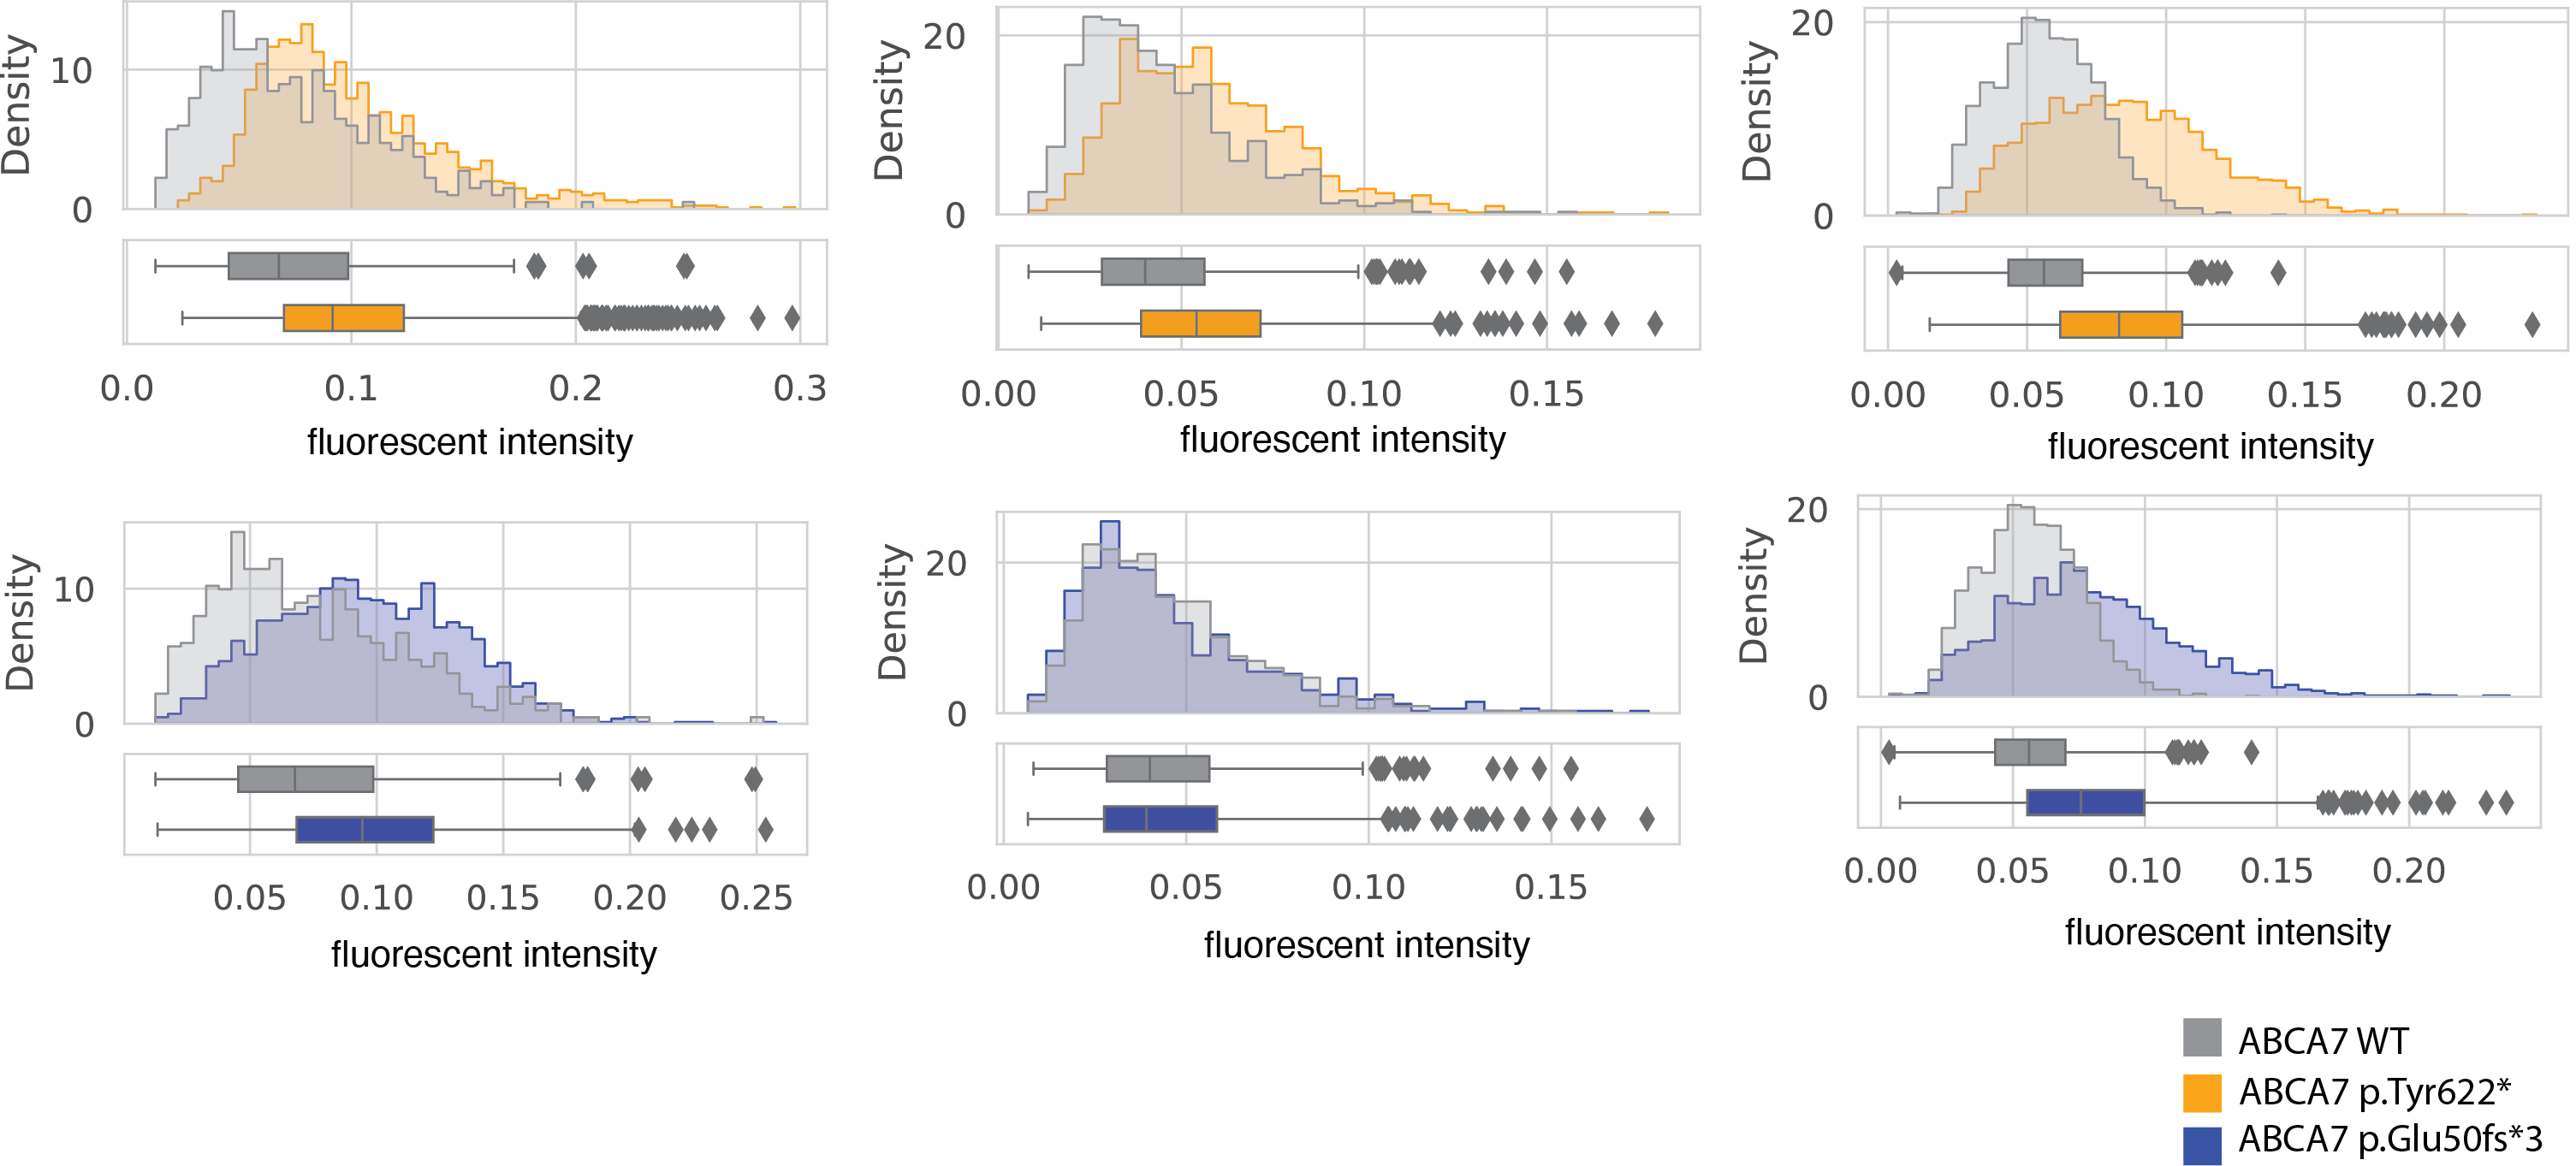 Density
10
0
0.0 0.1 0.2 0.3
fluorescent intensity
Density
20
0
0.00 0.05 0.10 0.15
fluorescent intensity
Density
20
0
0.00 0.05 0.10 0.15 0.20
fluorescent intensity
Density
10
0
0.05 0.10 0.15 0.20 0.25
fluorescent intensity
Density
20
0
0.00 0.05 0.10 0.15
fluorescent intensity
Density
20
0
0.00 0.05 0.10 0.15 0.20
fluorescent intensity
ABCA7 WT
ABCA7 p.Tyr622*
ABCA7 p.Glu50fs*3